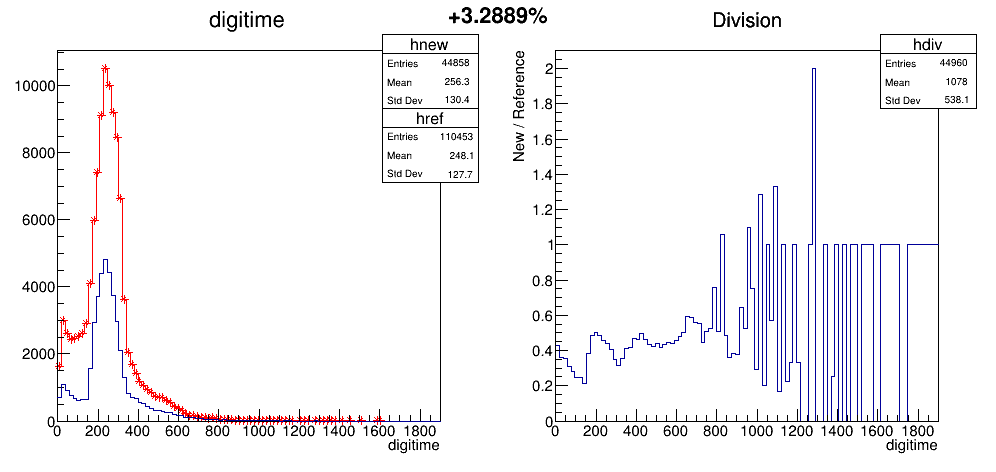 +3.2889%
digitime
hnew
Entries 44858
Mean 256.3
Std Dev 130.4
href
Entries 110453
Mean 248.1
Std Dev 127.7
10000
8000
6000
4000
2000
0
0 200 400 600 800 1000 1200 1400 1600 1800
digitime
Division
hdiv
Entries 44960
Mean 1078
Std Dev 538.1
New / Reference
2
1.8
1.6
1.4
1.2
1
0.8
0.6
0.4
0.2
0
0 200 400 600 800 1000 1200 1400 1600 1800
digitime